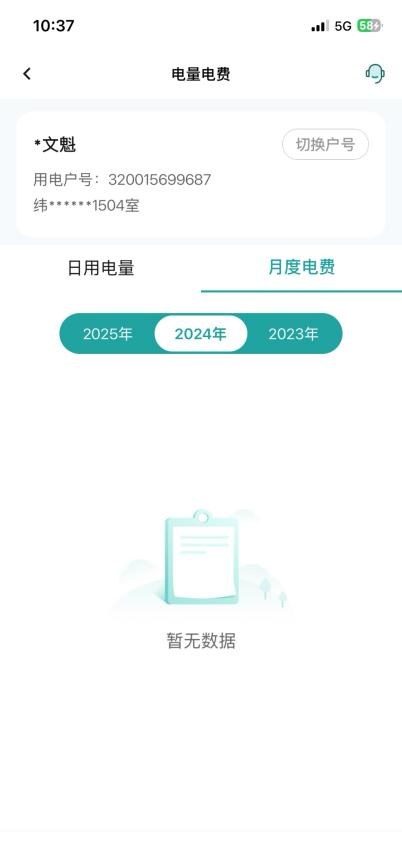 10:37
5G
58
电量电费
*文魁
切换户号
用电户号：320015699687
纬******1504室
日用电量
月度电费
2025年
2024年
2023年
暂无数据